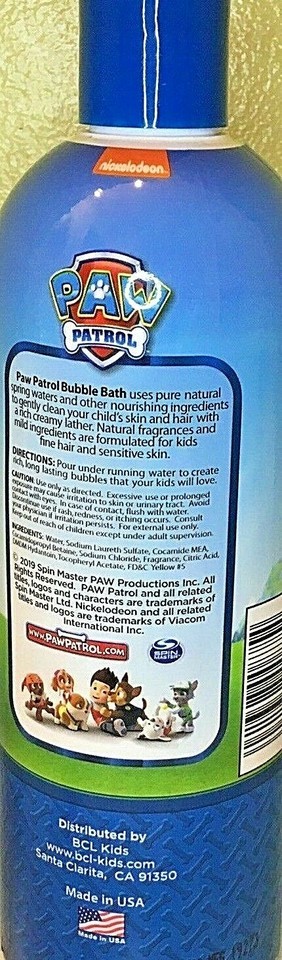 nickelodeon
PAW
PATROL
Paw Patrol Bubble Bath uses pure natural
spring waters and other nourishing ingredients
to gently clean your child's skin and hair with
a rich creamy lather. Natural fragrances and
mild ingredients are formulated for kids
fine hair and sensitive skin.
DIRECTIONS: Pour under running water to create
rich, long lasting bubbles that your kids will love.
CAUTION: Use only as directed. Excessive use or prolonged
exposure may cause irritation to skin or urinary tract. Avoid
contact with eyes. In case of contact, flush with water.
Discontinue use if rash, redness, or itching occurs. Consult
your physician if irritation persists. For external use only.
Keep out of reach of children except under adult supervision.
INGREDIENTS: Water, Sodium Laureth Sulfate, Cocamide MEA,
Cocamidopropyl Betaine, Sodium Chloride, Fragrance, Citric Acid,
DMDM Hydantoin, Tocopheryl Acetate, FD&C Yellow #5
© 2019 Spin Master PAW Productions Inc. All
Rights Reserved. PAW Patrol and all related
titles, logos and characters are trademarks of
Spin Master Ltd. Nickelodeon and all related
titles and logos are trademarks of Viacom
International Inc.
www.PAWPATROL.COM
SPIN
MASTER
Distributed by
BCL Kids
www.bcl-kids.com
Santa Clarita, CA 91350
Made in USA
Made in USA